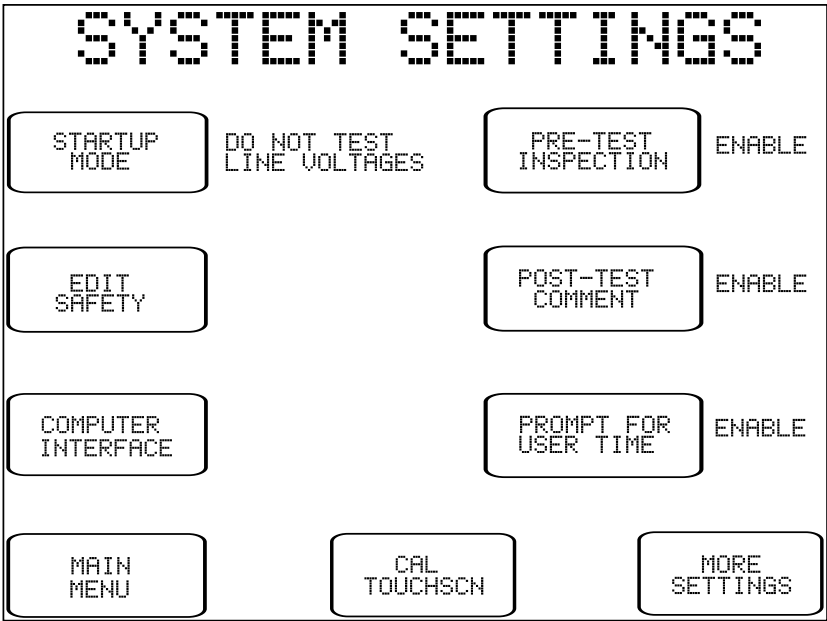 SYSTEM SETTINGS
STARTUP
MODE
DO NOT TEST
LINE VOLTAGES
PRE-TEST
INSPECTION
ENABLE
EDIT
SAFETY
POST-TEST
COMMENT
ENABLE
COMPUTER
INTERFACE
PROMPT FOR
USER TIME
ENABLE
MAIN
MENU
CAL
TOUCHSCN
MORE
SETTINGS